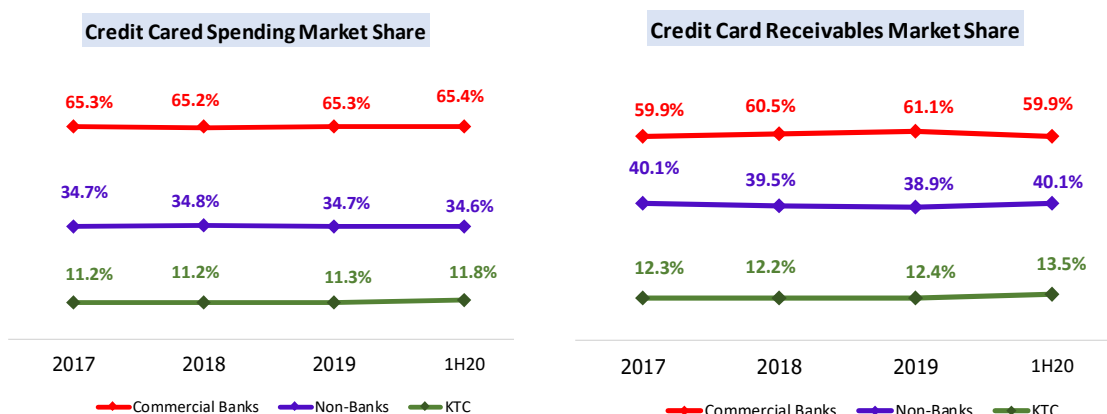 Credit Cared Spending Market Share
65.3% 65.2% 65.3% 65.4%
34.7% 34.8% 34.7% 34.6%
11.2% 11.2% 11.3% 11.8%
2017 2018 2019 1H20
Commercial Banks Non-Banks KTC
Credit Card Receivables Market Share
59.9% 60.5% 61.1% 59.9%
40.1% 39.5% 38.9% 40.1%
12.3% 12.2% 12.4% 13.5%
2017 2018 2019 1H20
Commercial Banks Non-Banks KTC